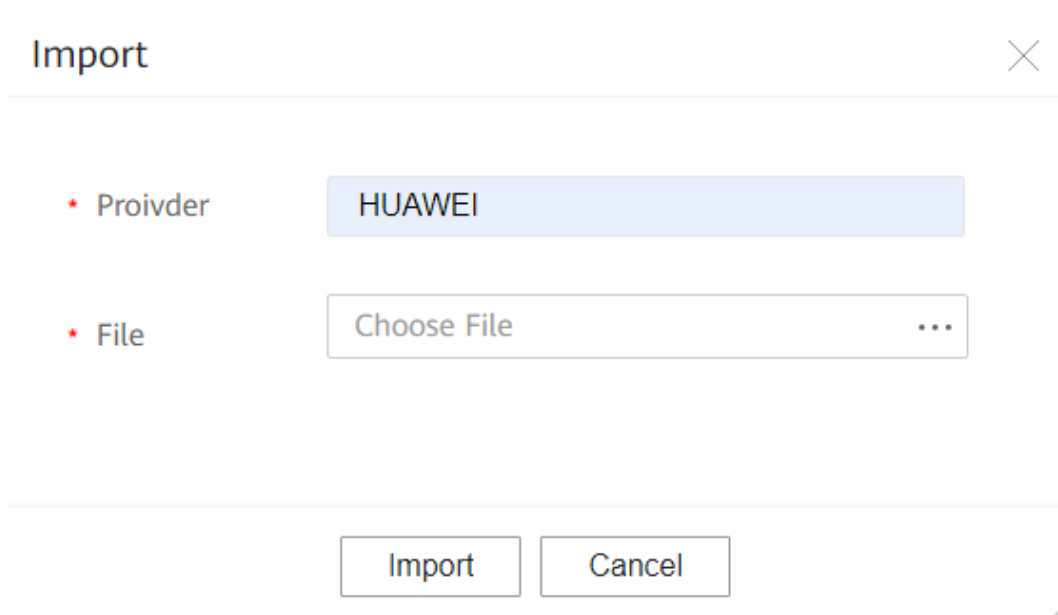 Import
* Proivder
HUAWEI
* File
Choose File
...
Import
Cancel